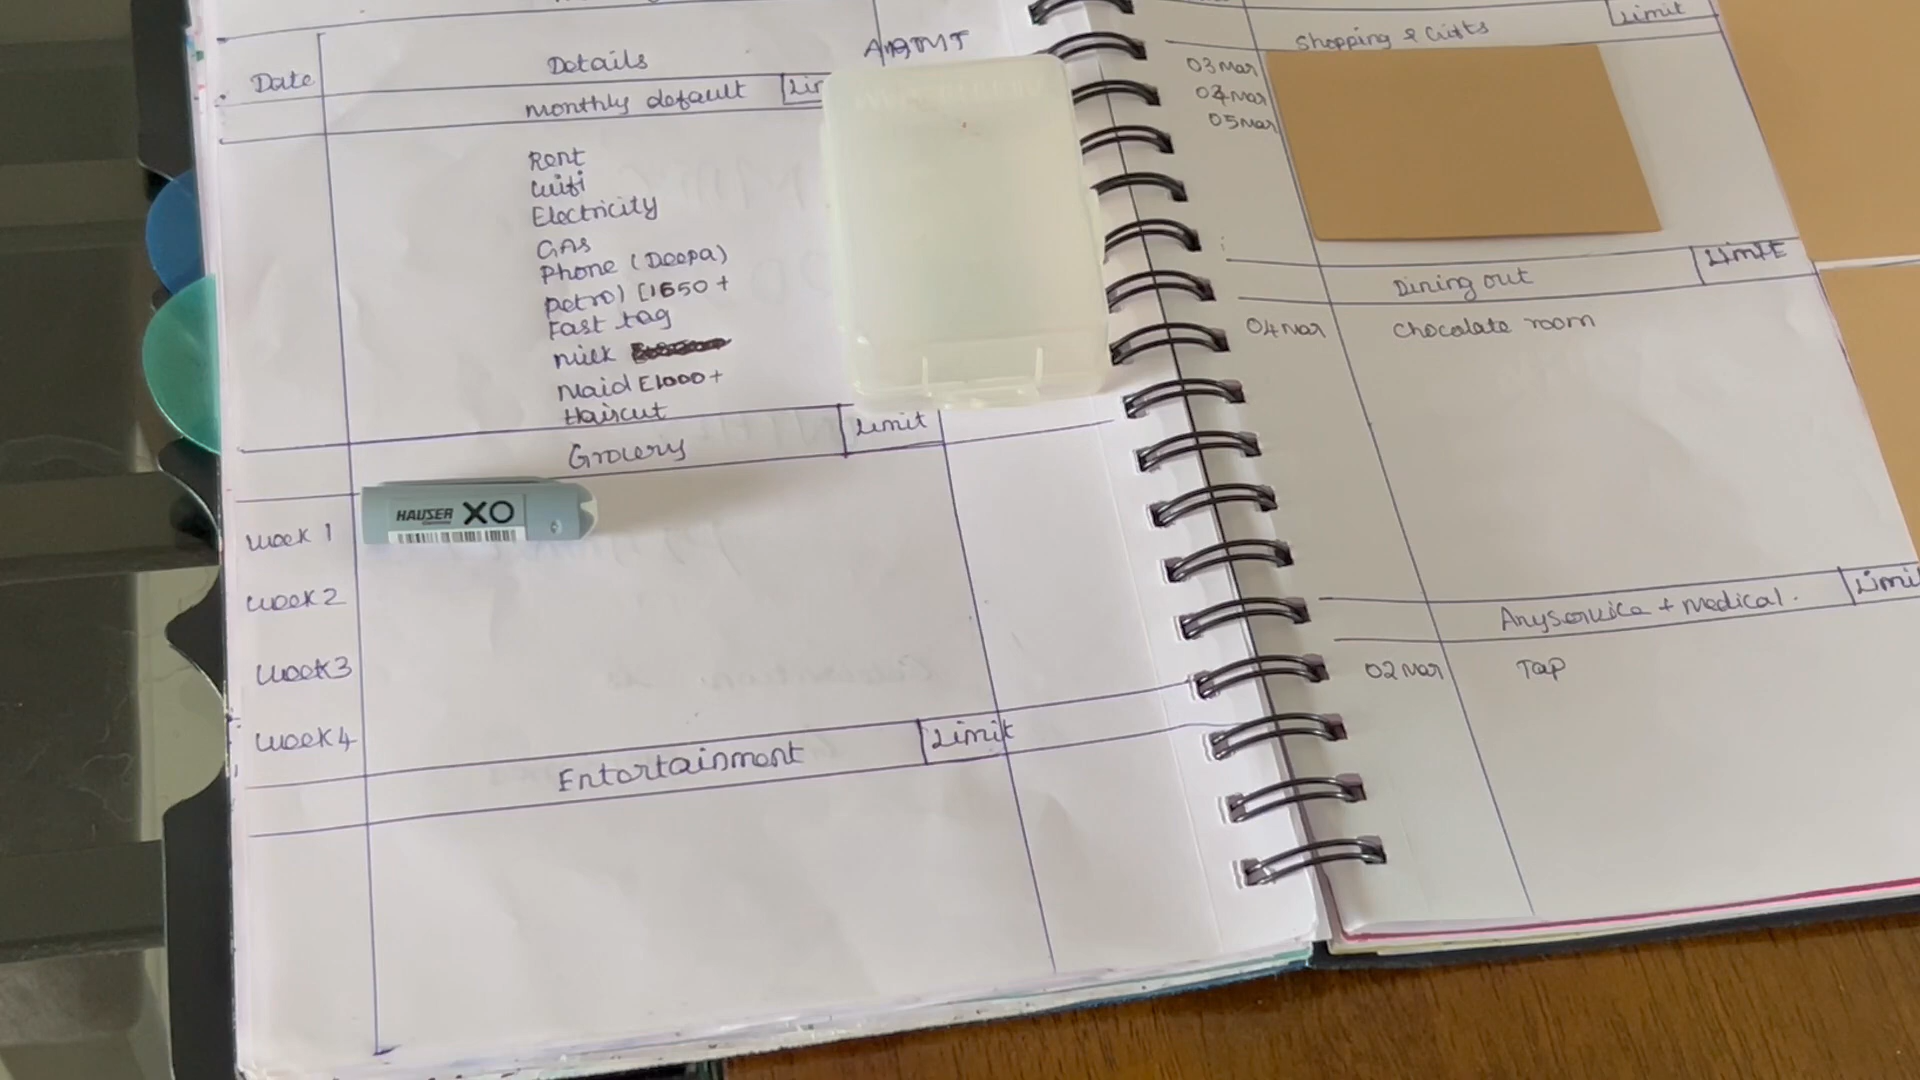 Date
Details
Amount
monthly default
Rent
Wifi
Electricity
GAS
Phone (Deepa)
petrol [1650 +
Fast tag
Milk
Maid [1000+
Haircut
Grocery
Limit
HAUSER XO
Week 1
Week 2
Week 3
Week 4
Entertainment
Limit
Limit
Shopping & Gifts
03 Mar
04 Mar
05 Mar
Dining out
Limit
04 Mar
Chocolate room
Any Service + Medical.
02 Mar
Tap